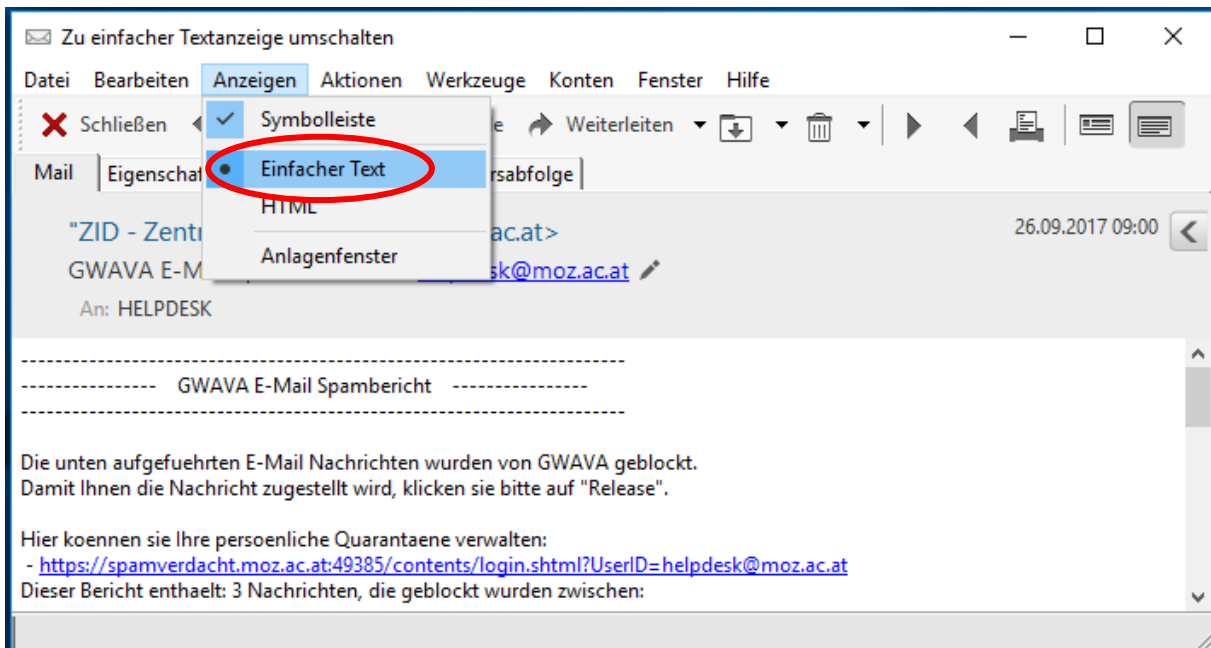 Zu einfacher Textanzeige umschalten
Datei Bearbeiten Anzeigen Aktionen Werkzeuge Konten Fenster Hilfe
Schließen Weiterleiten
Symbolleiste
Einfacher Text
HTML
Anlagenfenster
Mail Eigenschaf rsabfolge
"ZID - Zentr ac.at> 26.09.2017 09:00
GWAVA E-M sk@moz.ac.at
An: HELPDESK
------------------------------------------------------------------------
---------------- GWAVA E-Mail Spambericht ----------------
------------------------------------------------------------------------
Die unten aufgefuehrten E-Mail Nachrichten wurden von GWAVA geblockt.
Damit Ihnen die Nachricht zugestellt wird, klicken sie bitte auf "Release".
Hier koennen sie Ihre persoenliche Quarantaene verwalten:
- https://spamverdacht.moz.ac.at:49385/contents/login.shtml?UserID=helpdesk@moz.ac.at
Dieser Bericht enthaelt: 3 Nachrichten, die geblockt wurden zwischen: